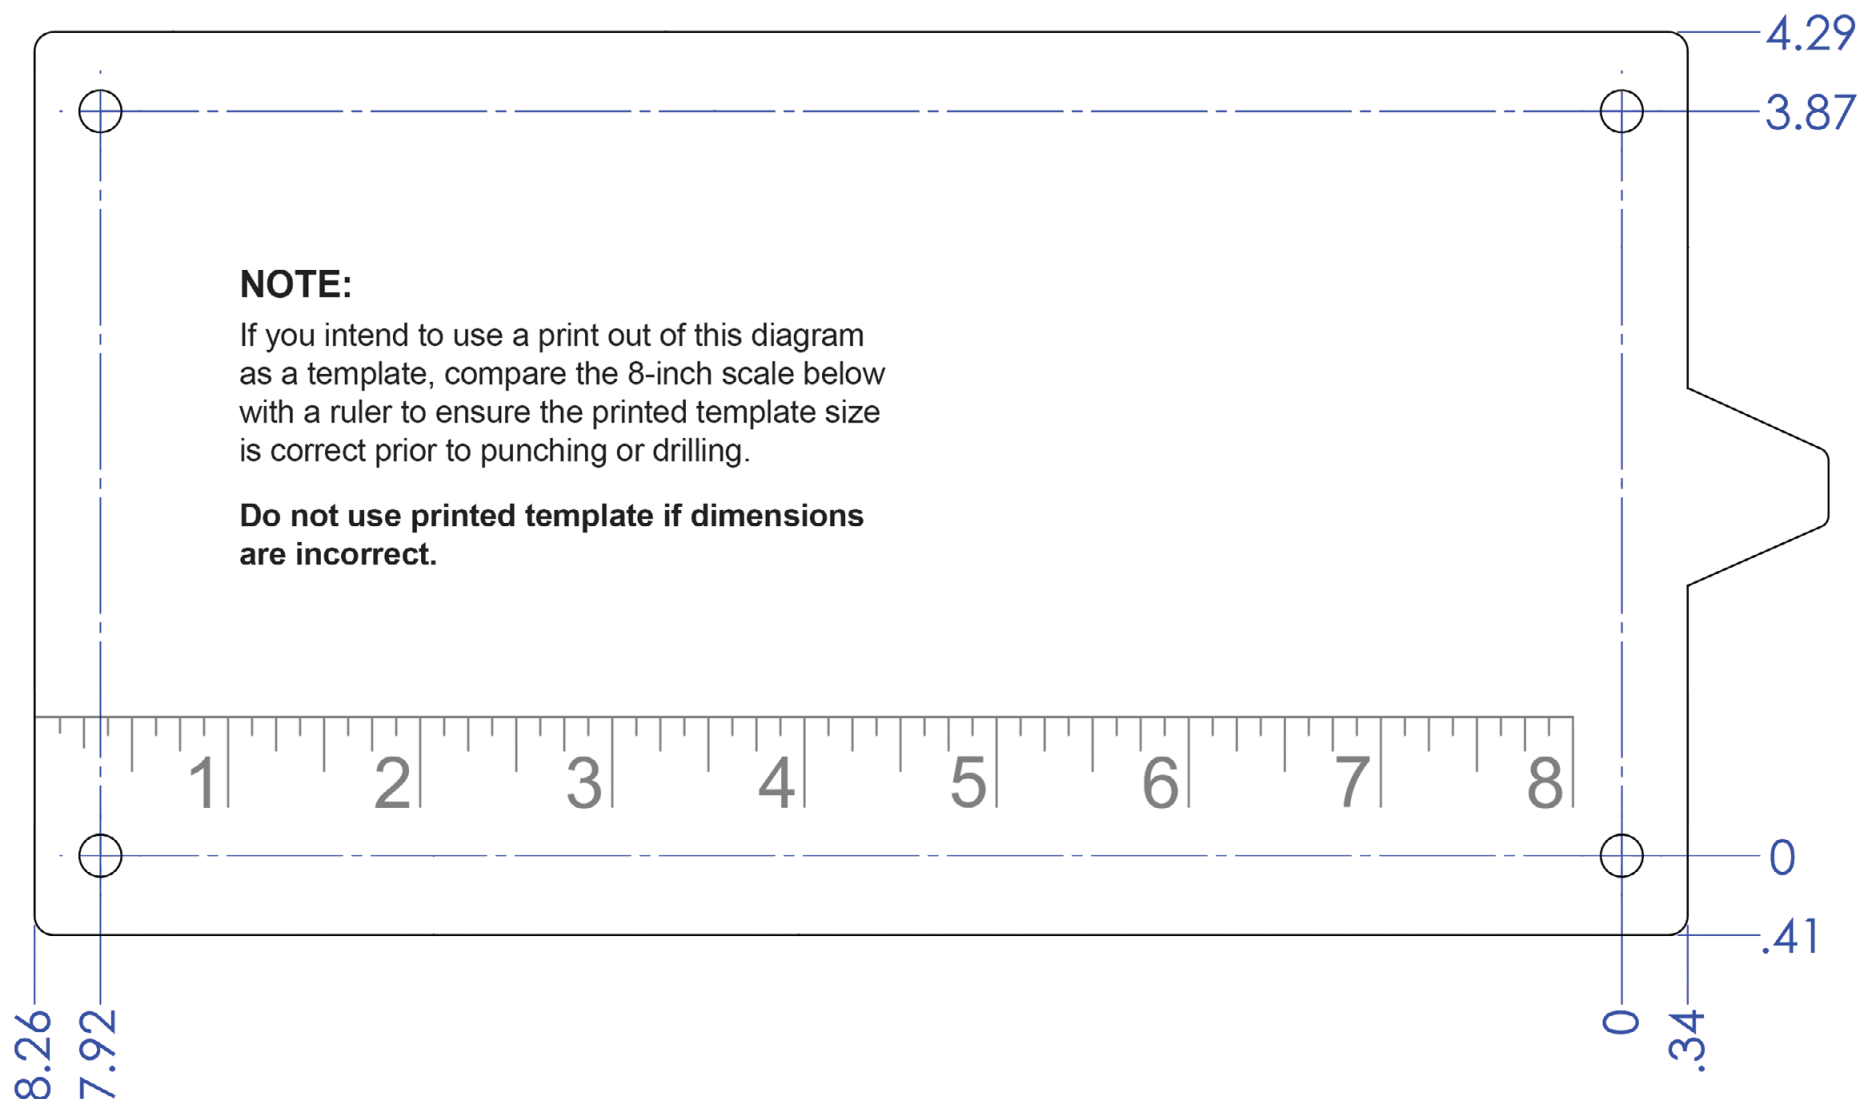 4.29
3.87
NOTE:
If you intend to use a print out of this diagram
as a template, compare the 8-inch scale below
with a ruler to ensure the printed template size
is correct prior to punching or drilling.
Do not use printed template if dimensions
are incorrect.
1 2 3 4 5 6 7 8
0
.41
8.26 7.92 0 .34